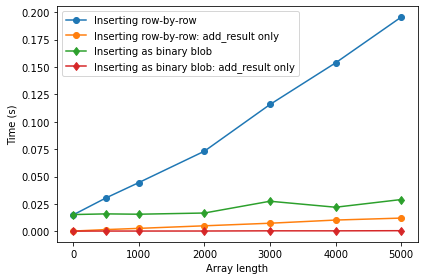 Inserting row-by-row
Inserting row-by-row: add_result only
Inserting as binary blob
Inserting as binary blob: add_result only
0.200
0.175
0.150
0.125
0.100
0.075
0.050
0.025
0.000
Time (s)
0 1000 2000 3000 4000 5000
Array length